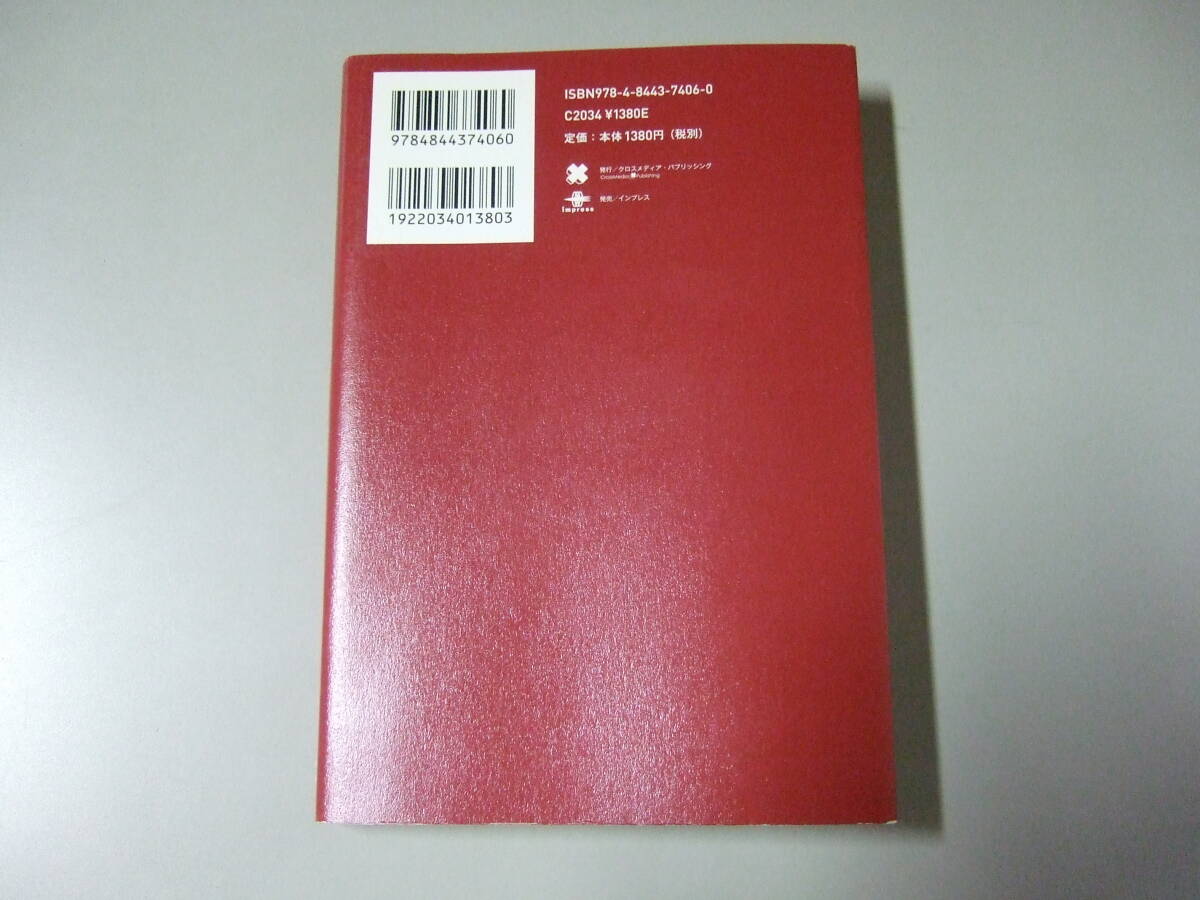 9784844374060
1922034013803
ISBN978-4-8443-7406-0
C2034 ¥1380E
定価：本体1380円（税別）
発行／クロスメディア・パブリッシング
CrossMedia Publishing
発売／インプレス
Impress